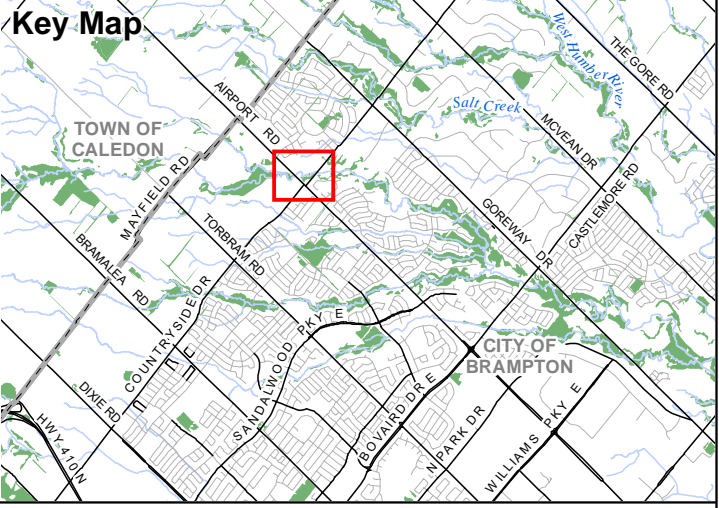 Key Map
THE GORE RD
West Humber River
AIRPORT RD
Salt Creek
MCVEAN DR
TOWN OF
CALEDON
MAYFIELD RD
CASTLEMORE RD
GOREWAY DR
TORBRAM RD
BRAMALEA RD
COUNTRYSIDE DR
SANDALWOOD PKY E
CITY OF
BRAMPTON
DIXIE RD
BOVAIRD DR E
N PARK DR
WILLIAMS PKY E
HWY 410 N